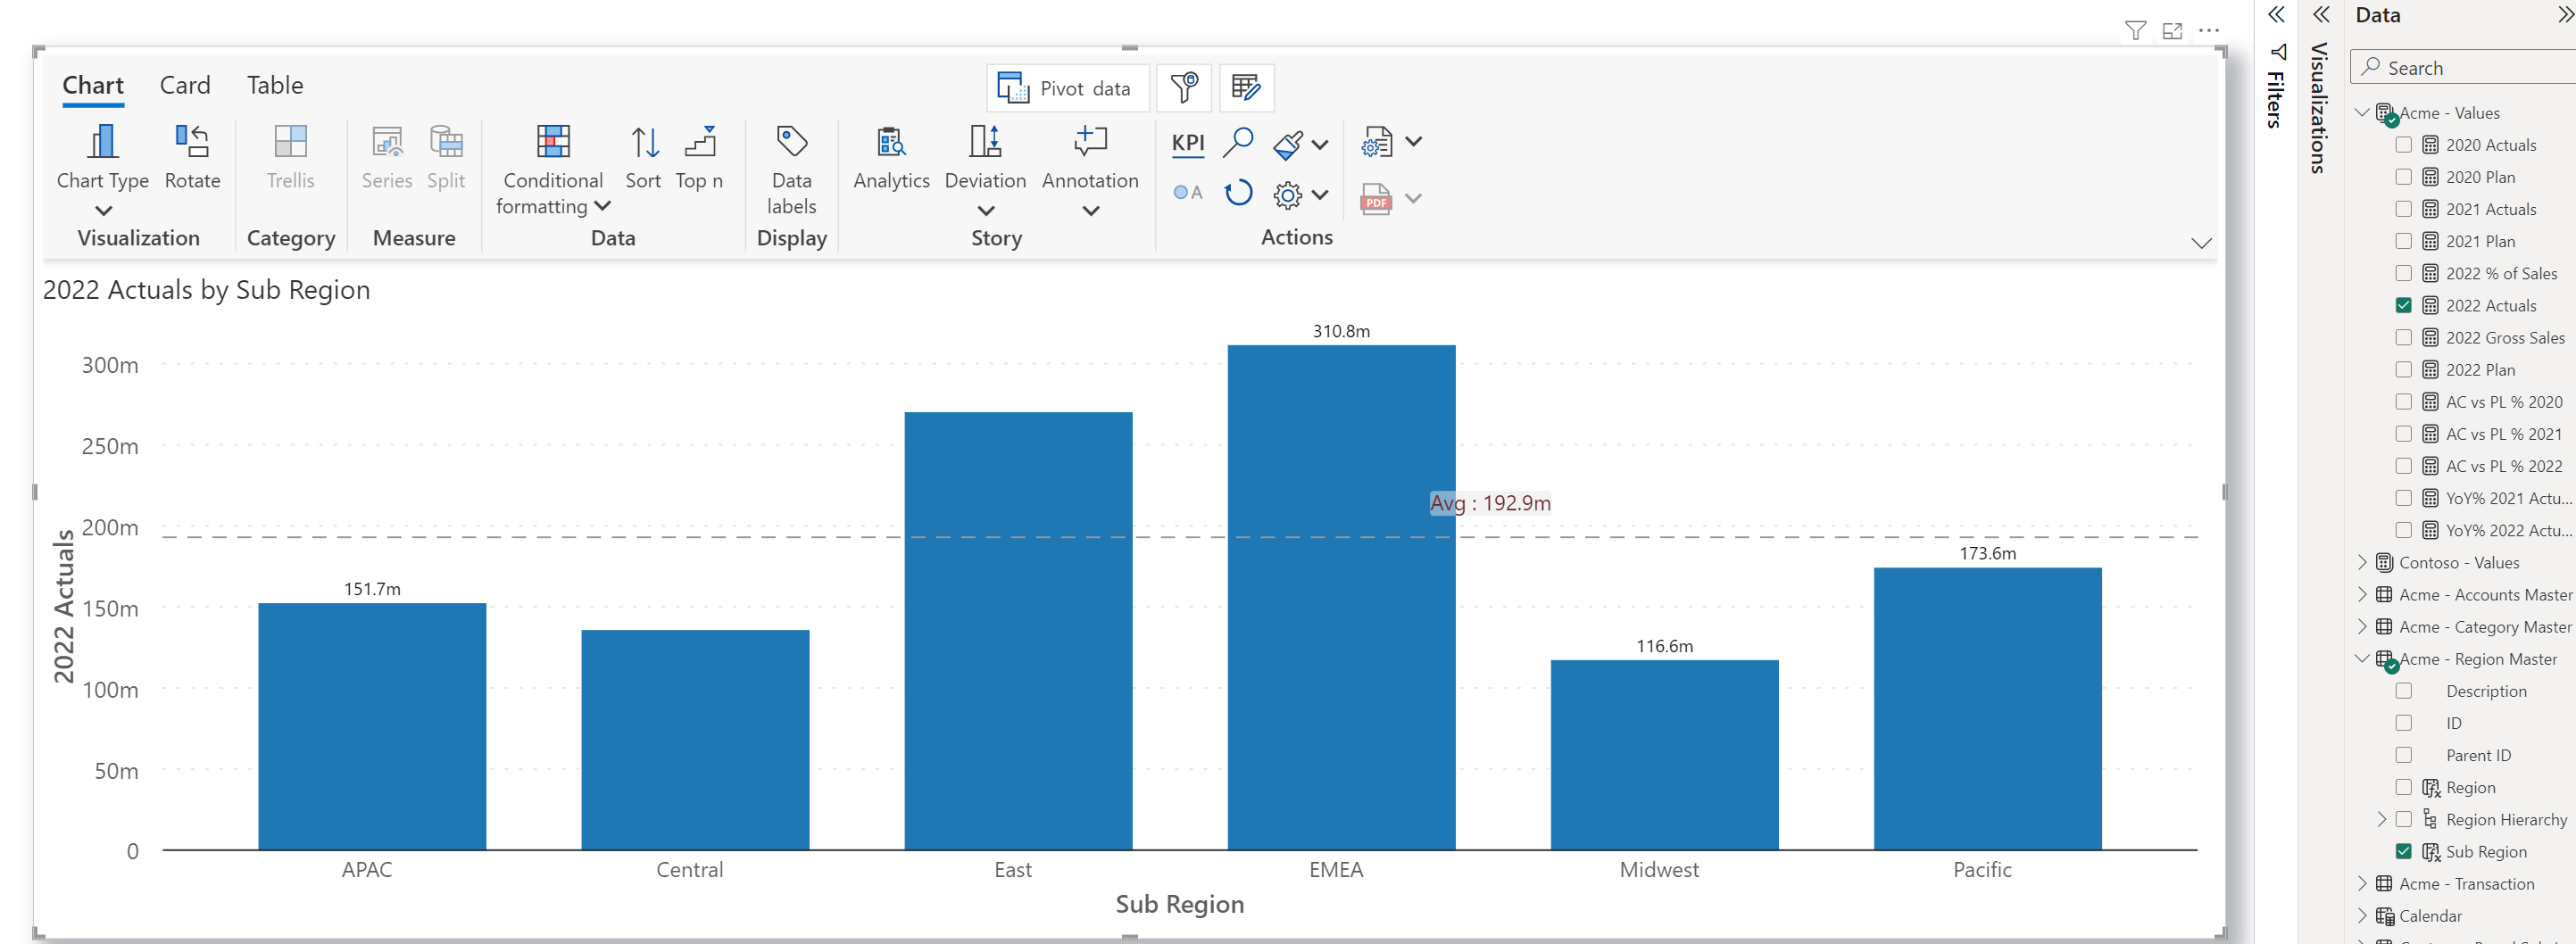 Chart Card Table
Pivot data
Chart Type
Rotate
Trellis
Series
Split
Conditional
formatting
Sort
Top n
Data
labels
Analytics
Deviation
Annotation
KPI
A
PDF
Visualization
Category
Measure
Data
Display
Story
Actions
2022 Actuals by Sub Region
2022 Actuals
300m
250m
200m
150m
100m
50m
0
151.7m
310.8m
Avg : 192.9m
116.6m
173.6m
APAC
Central
East
EMEA
Midwest
Pacific
Sub Region
Filters
Visualizations
Data
Search
Acme - Values
2020 Actuals
2020 Plan
2021 Actuals
2021 Plan
2022 % of Sales
2022 Actuals
2022 Gross Sales
2022 Plan
AC vs PL % 2020
AC vs PL % 2021
AC vs PL % 2022
YoY% 2021 Actu...
YoY% 2022 Actu...
Contoso - Values
Acme - Accounts Master
Acme - Category Master
Acme - Region Master
Description
ID
Parent ID
Region
Region Hierarchy
Sub Region
Acme - Transaction
Calendar